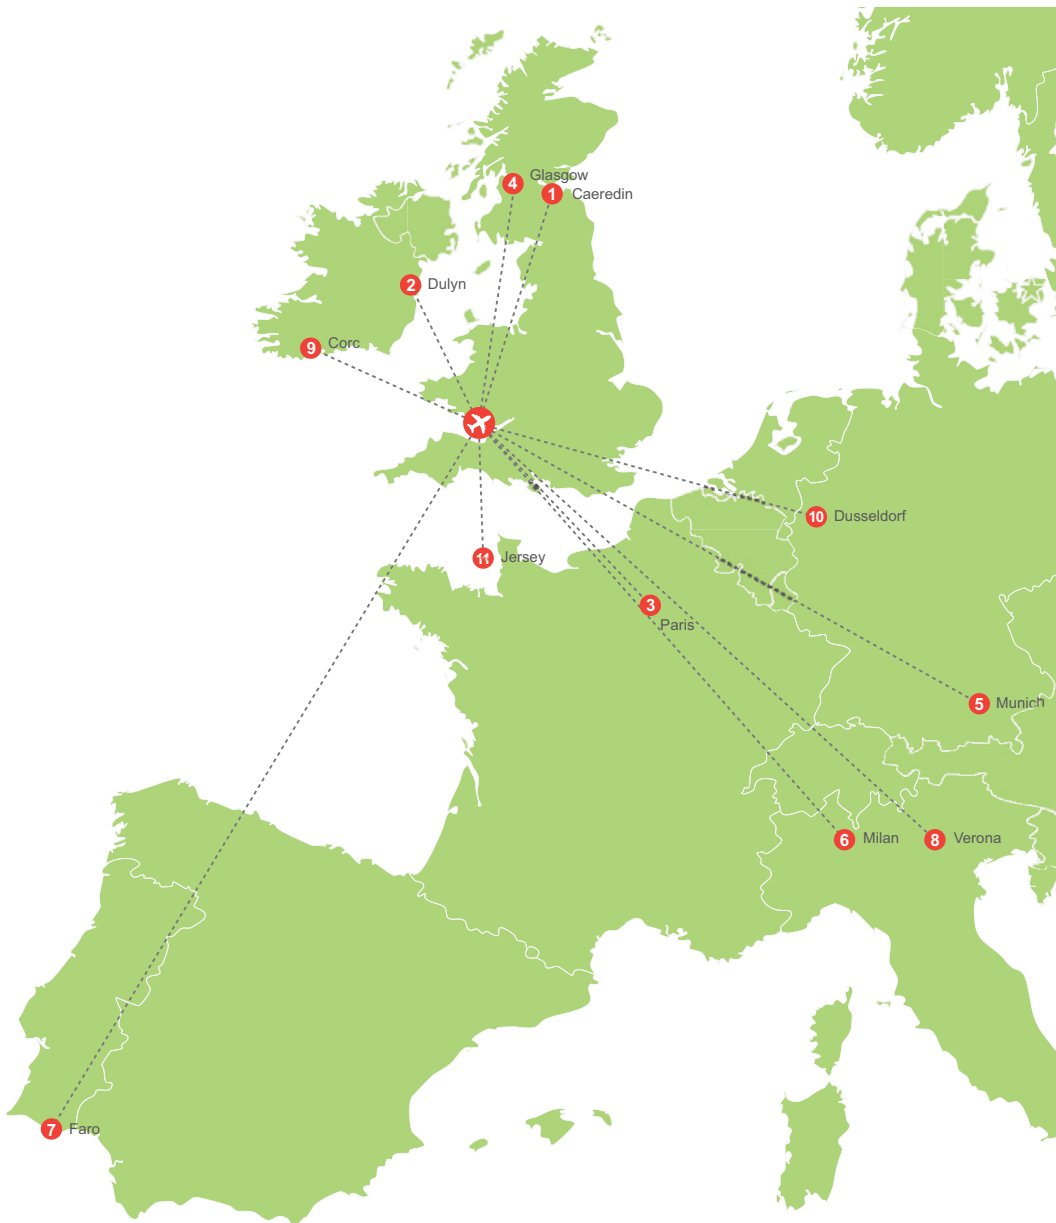 4 Glasgow
1 Caeredin
2 Dulyn
9 Corc
10 Dusseldorf
11 Jersey
3 Paris
5 Munich
6 Milan
8 Verona
7 Faro